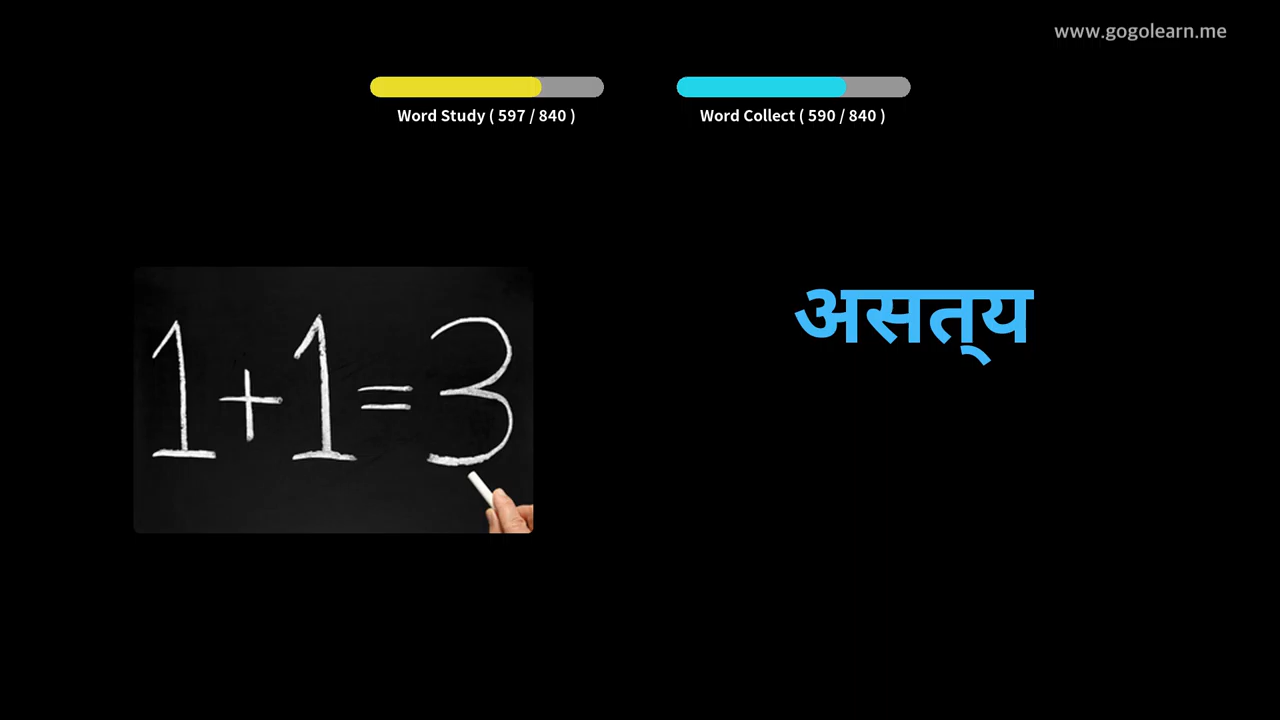 www.gogolearn.me
Word Study ( 597 / 840 )
Word Collect ( 590 / 840 )
असत्‌य
1+1=3